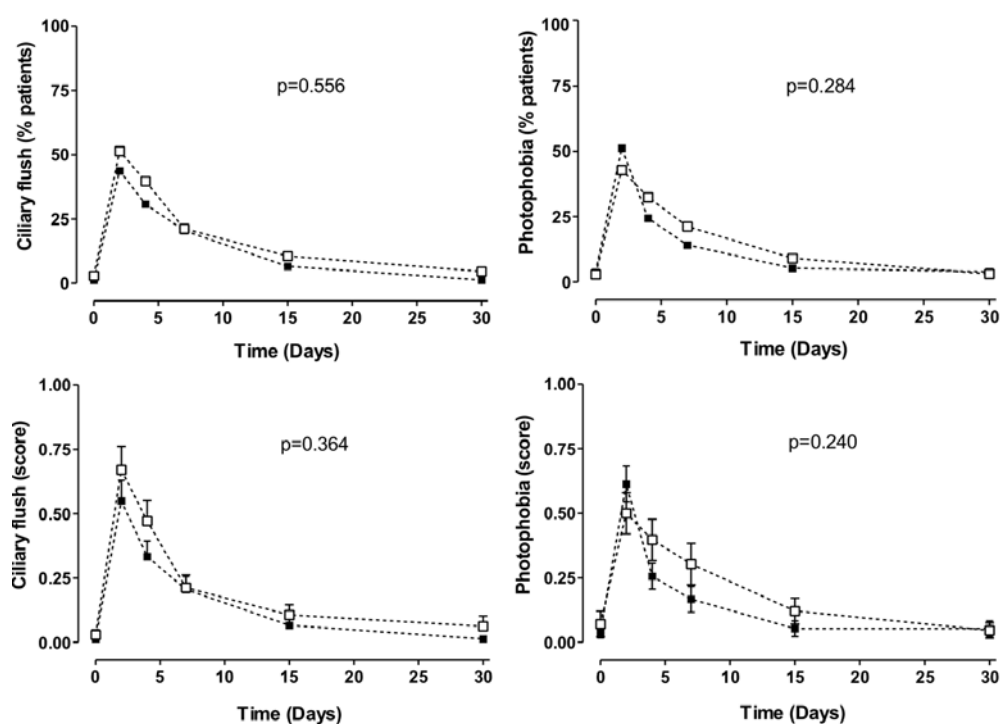 Ciliary flush (% patients)
100
75
50
25
0
p=0.556
0 5 10 15 20 25 30
Time (Days)
Photophobia (% patients)
100
75
50
25
0
p=0.284
0 5 10 15 20 25 30
Time (Days)
Ciliary flush (score)
1.00
0.75
0.50
0.25
0.00
p=0.364
0 5 10 15 20 25 30
Time (Days)
Photophobia (score)
1.00
0.75
0.50
0.25
0.00
p=0.240
0 5 10 15 20 25 30
Time (Days)